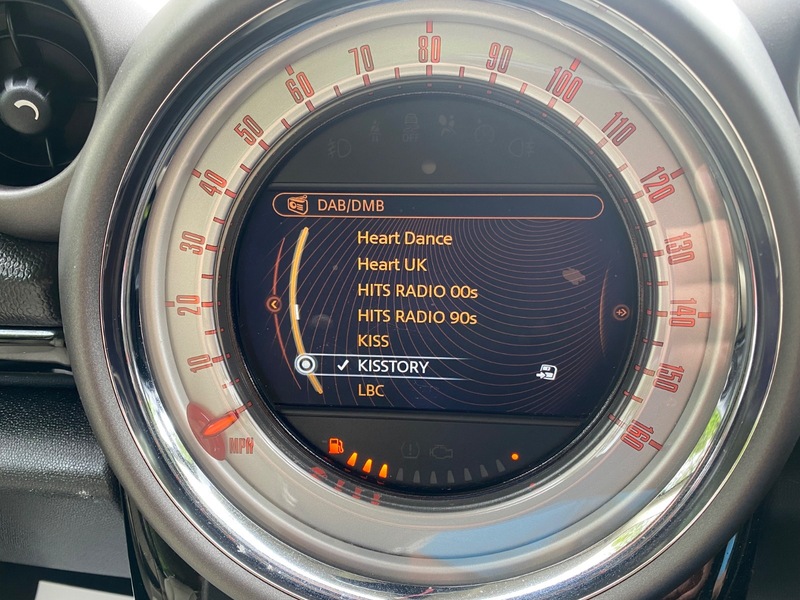 10
20
30
40
50
60
70
80
90
100
110
120
130
140
150
160
MPH
DAB/DMB
Heart Dance
Heart UK
HITS RADIO 00s
HITS RADIO 90s
KISS
✓ KISSTORY
LBC